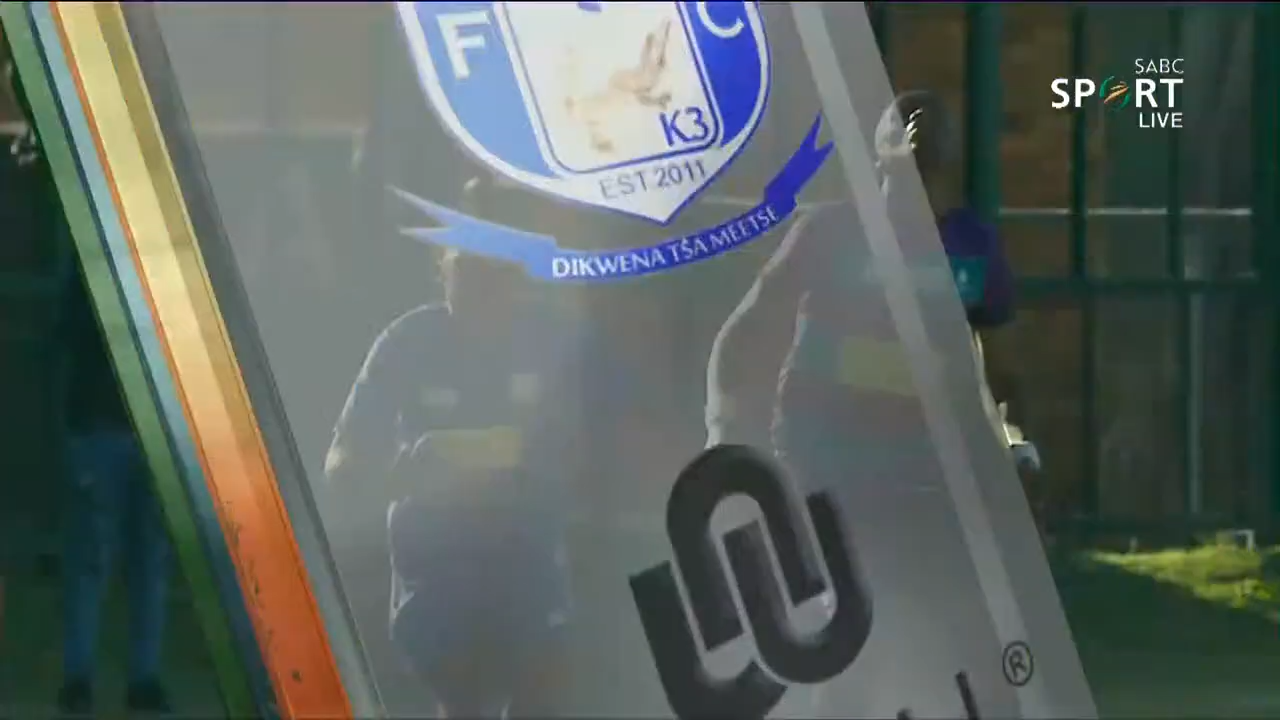 F C
K3
EST 2011
DIKWENA TŠA MEETSE
SABC
SPORT
LIVE
®